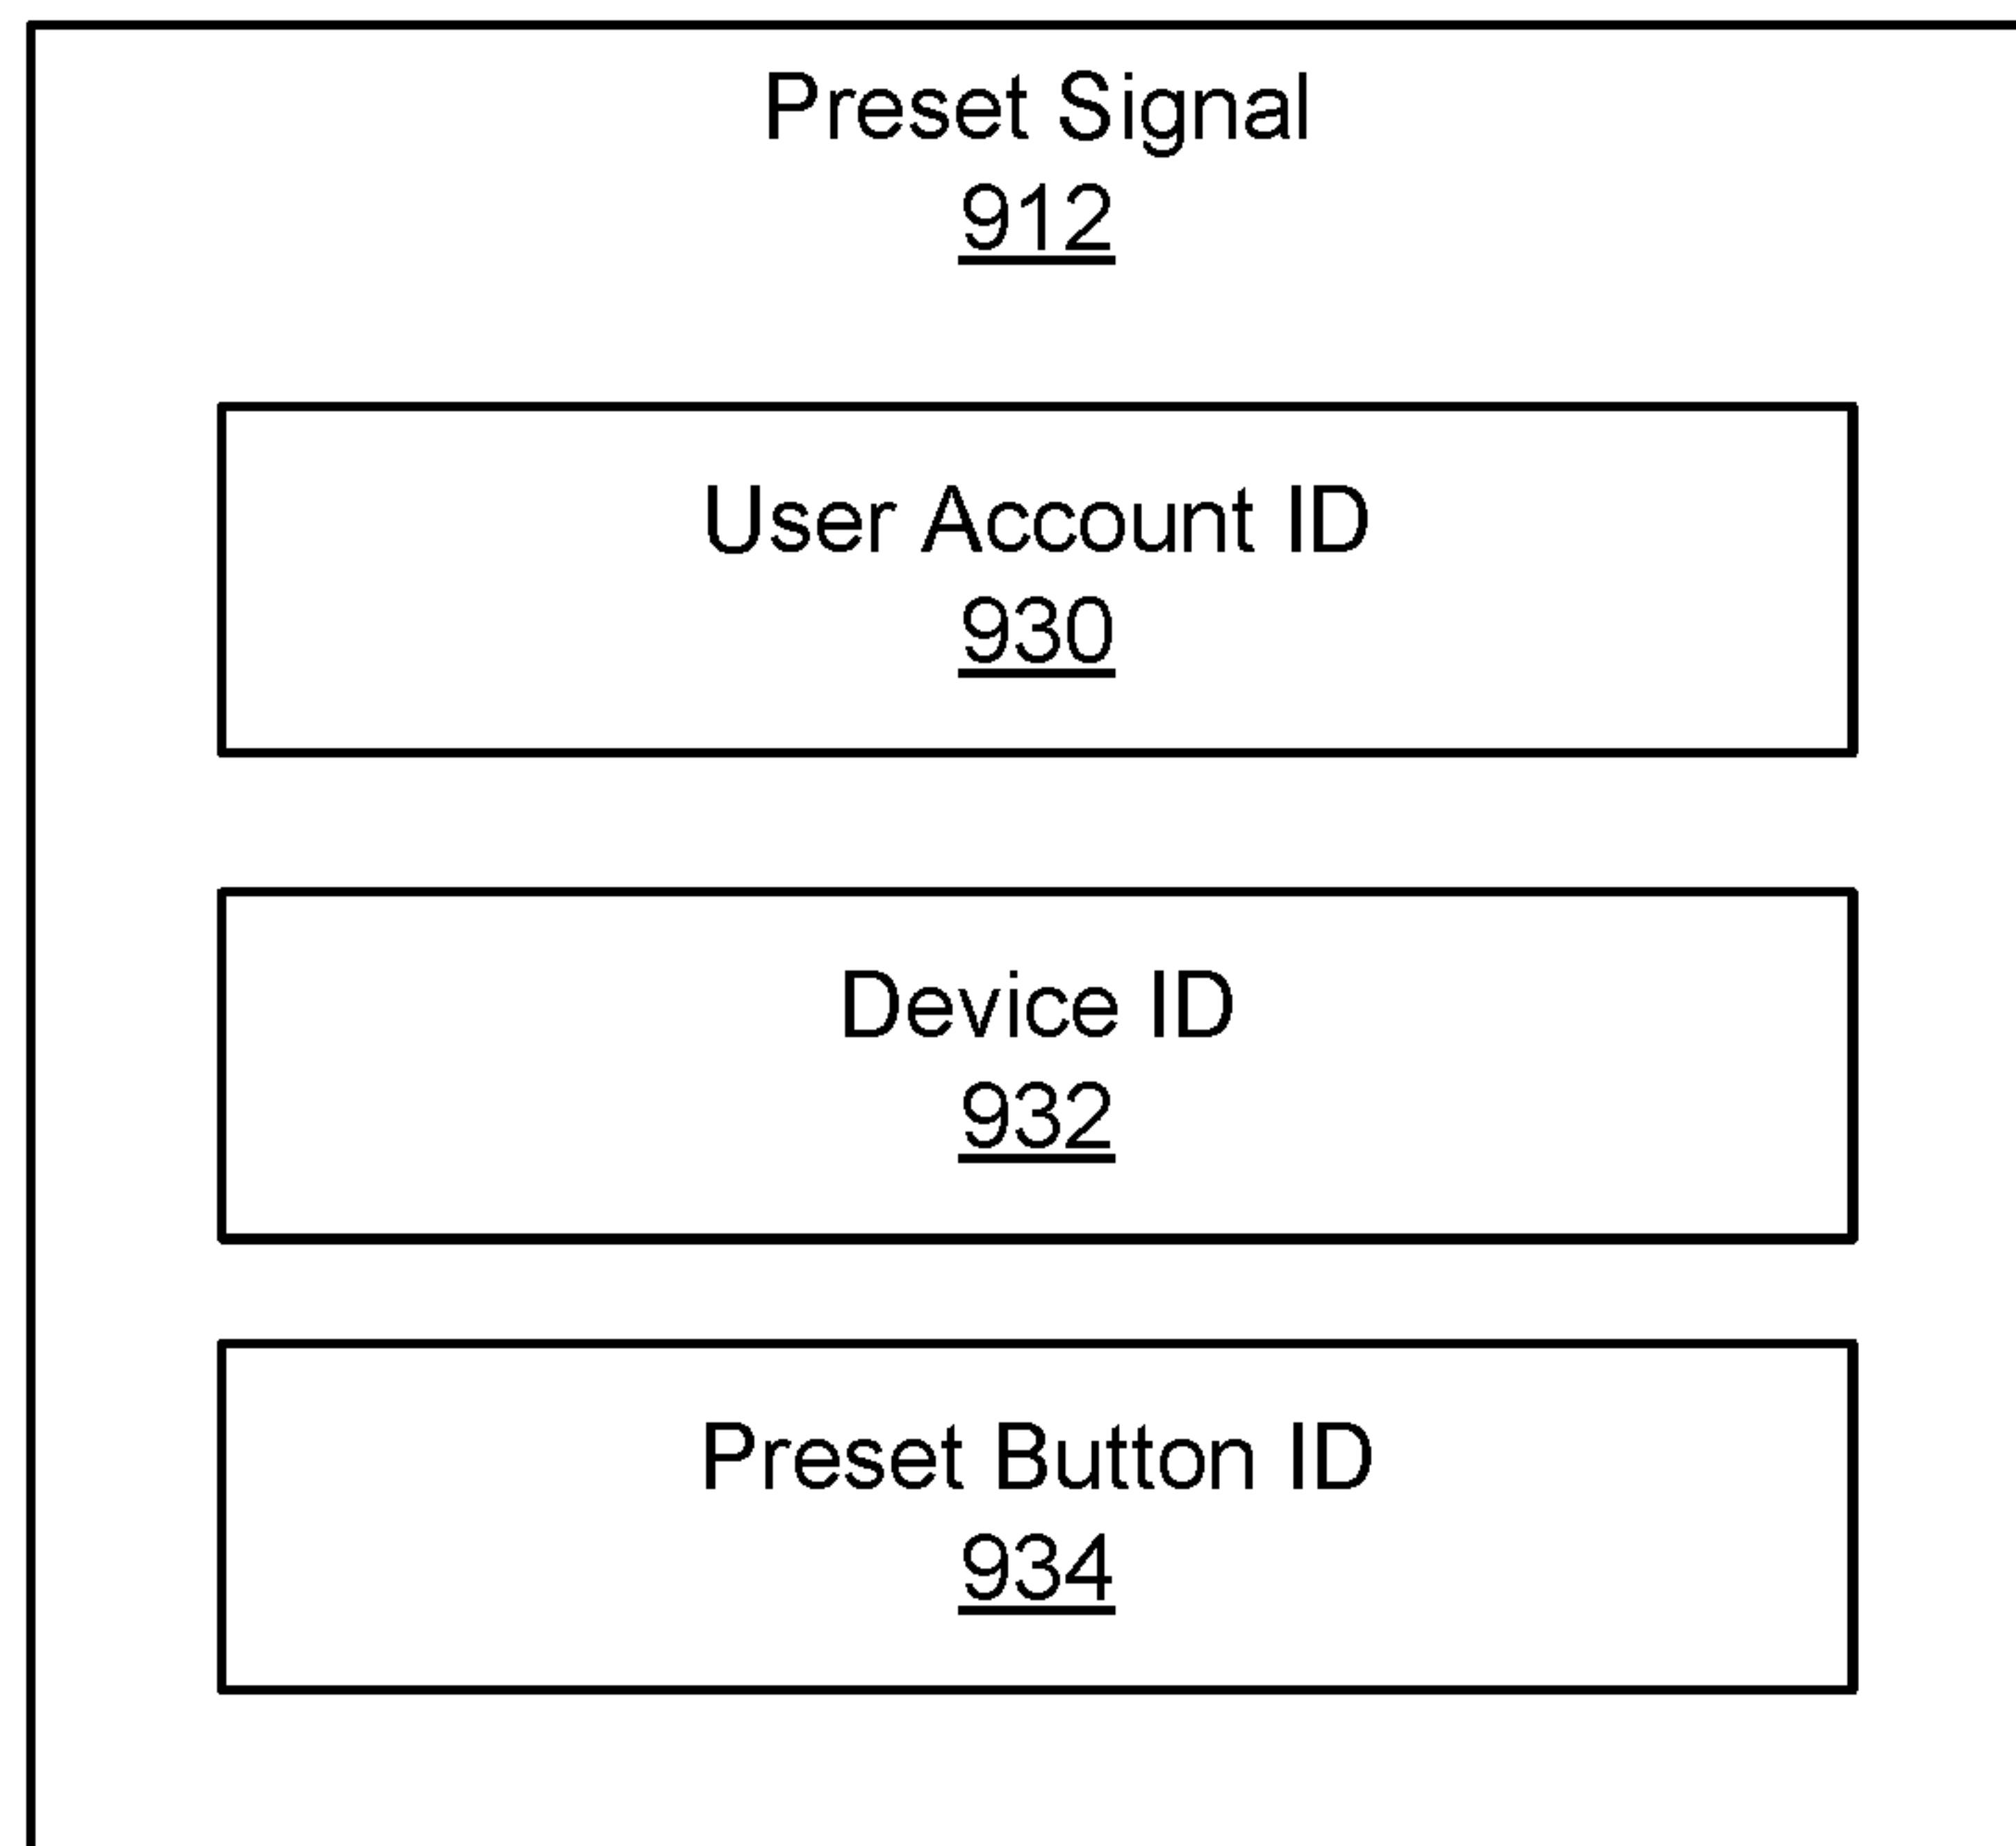 Preset Signal
912
User Account ID
930
Device ID
932
Preset Button ID
934